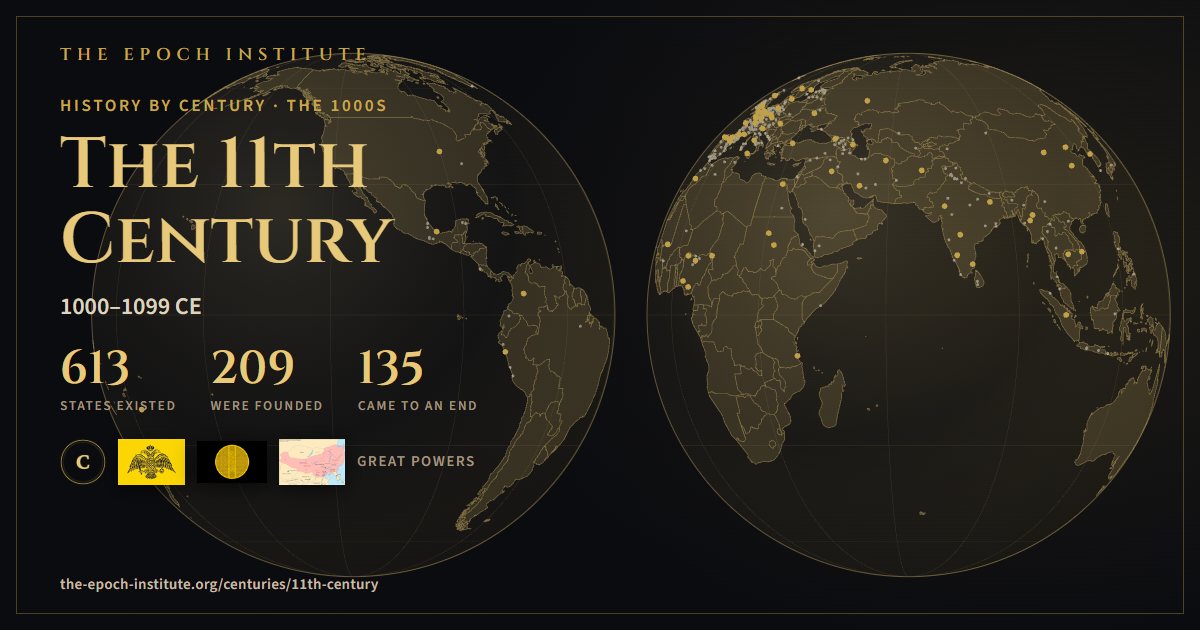 THE EPOCH INSTITUTE
HISTORY BY CENTURY · THE 1000S
THE 11TH
CENTURY
1000–1099 CE
613 209 135
STATES EXISTED WERE FOUNDED CAME TO AN END
C GREAT POWERS
the-epoch-institute.org/centuries/11th-century